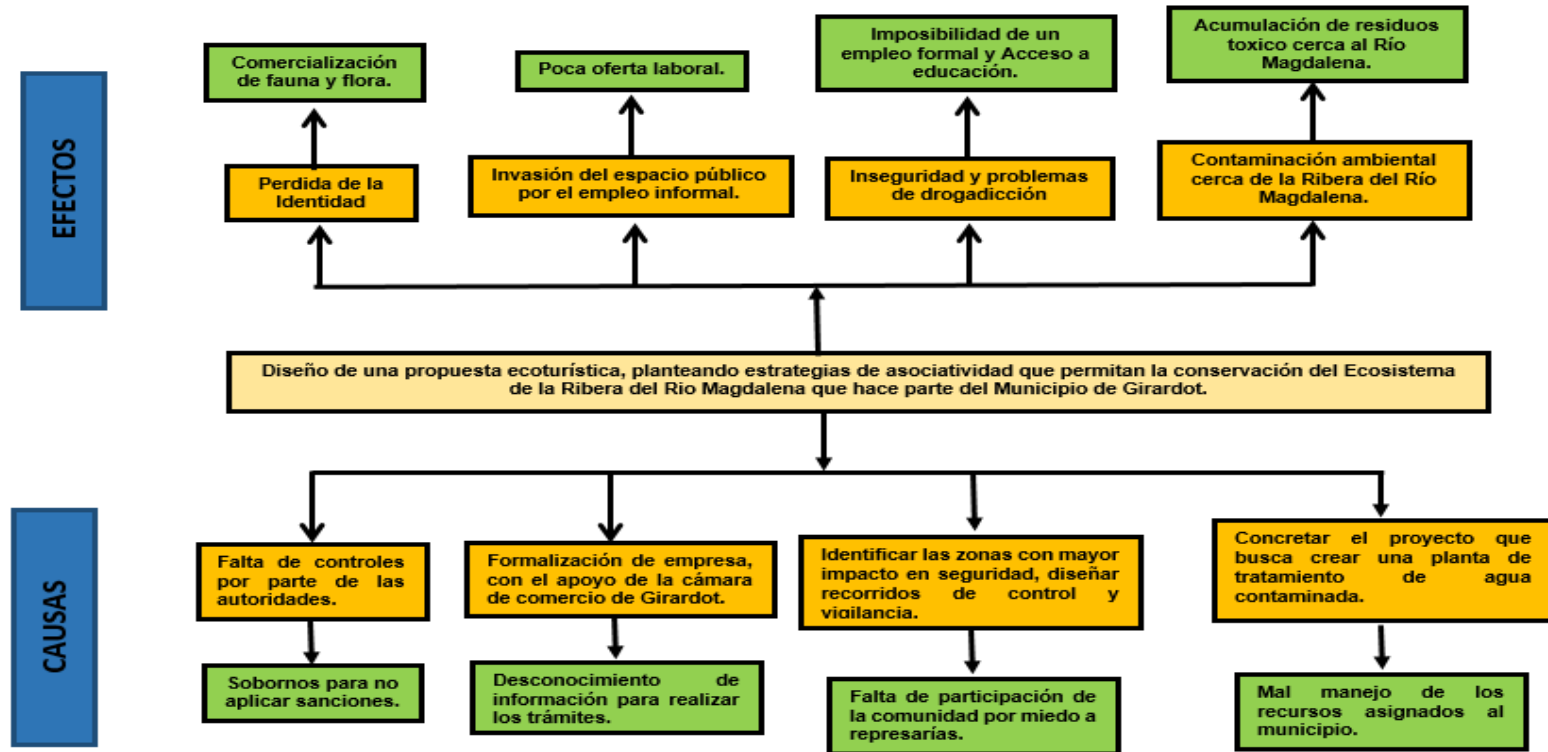 EFECTOS
Comercialización
de fauna y flora.
Poca oferta laboral.
Imposibilidad de un
empleo formal y Acceso a
educación.
Acumulación de residuos
toxico cerca al Río
Magdalena.
Perdida de la
Identidad
Invasión del espacio público
por el empleo informal.
Inseguridad y problemas
de drogadicción
Contaminación ambiental
cerca de la Ribera del Río
Magdalena.
Diseño de una propuesta ecoturística, planteando estrategias de asociatividad que permitan la conservación del Ecosistema
de la Ribera del Rio Magdalena que hace parte del Municipio de Girardot.
CAUSAS
Falta de controles
por parte de las
autoridades.
Formalización de empresa,
con el apoyo de la cámara
de comercio de Girardot.
Identificar las zonas con mayor
impacto en seguridad, diseñar
recorridos de control y
vigilancia.
Concretar el proyecto que
busca crear una planta de
tratamiento de agua
contaminada.
Sobornos para no
aplicar sanciones.
Desconocimiento de
información para realizar
los trámites.
Falta de participación de
la comunidad por miedo a
represarías.
Mal manejo de los
recursos asignados al
municipio.